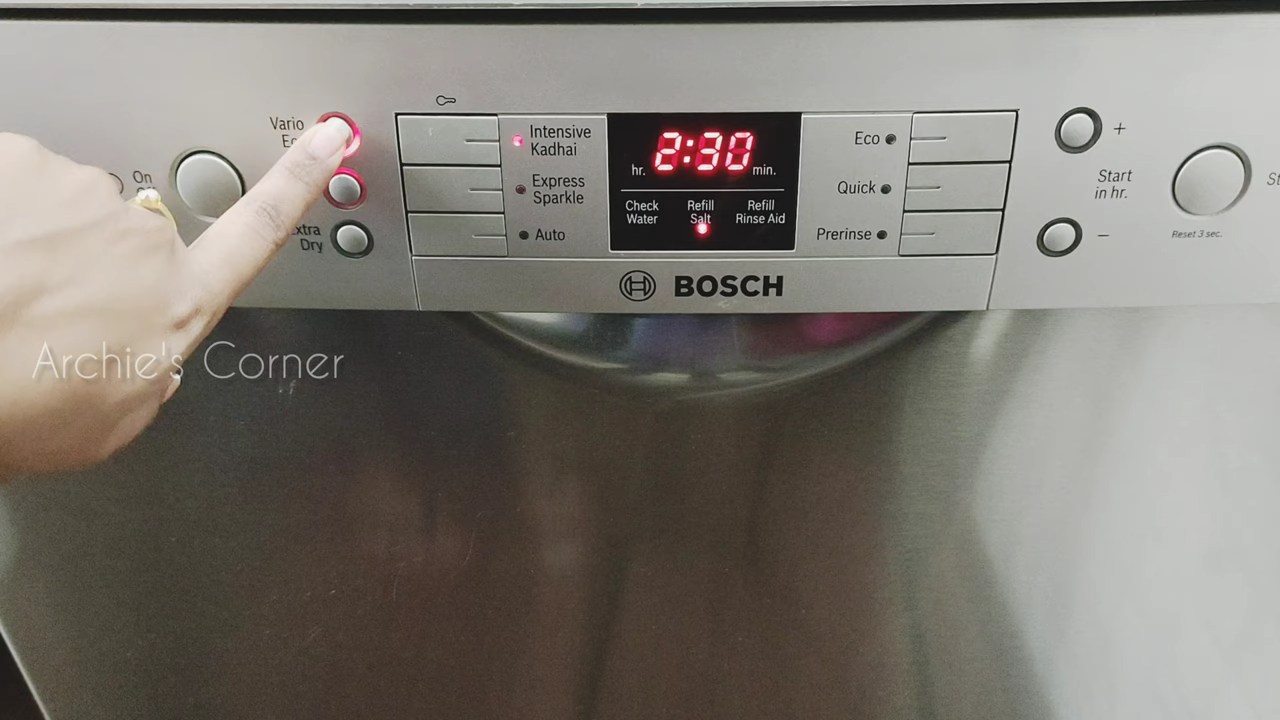 Vario
On
Extra
Dry
Intensive
Kadhai
Express
Sparkle
Auto
2:30
hr.
min.
Check
Water
Refill
Salt
Refill
Rinse Aid
Eco
Quick
Prerinse
+
Start
in hr.
−
Reset 3 sec.
BOSCH
Archie's Corner